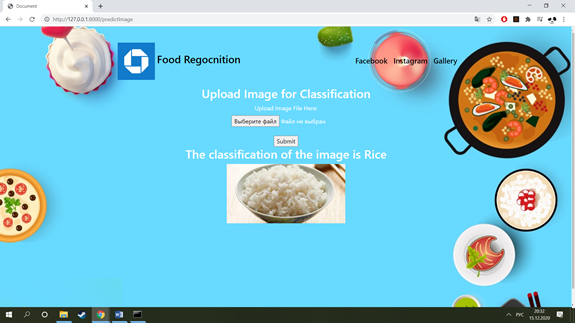 Document
http://127.0.0.1:8000/predictImage
Food Regocnition
Facebook Instagram Gallery
Upload Image for Classification
Upload Image File Here
Выберите файл Файл не выбран
Submit
The classification of the image is Rice
РУС
20:32
15.12.2020